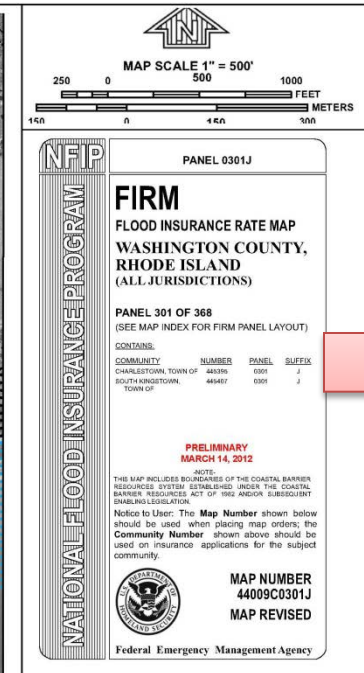 N
MAP SCALE 1" = 500'
250 0 500 1000
FEET
METERS
150 0 150 300
NFIP
NATIONAL FLOOD INSURANCE PROGRAM
PANEL 0301J
FIRM
FLOOD INSURANCE RATE MAP
WASHINGTON COUNTY,
RHODE ISLAND
(ALL JURISDICTIONS)
PANEL 301 OF 368
(SEE MAP INDEX FOR FIRM PANEL LAYOUT)
CONTAINS:
COMMUNITY NUMBER PANEL SUFFIX
CHARLESTOWN, TOWN OF 445395 0301 J
SOUTH KINGSTOWN, 445407 0301 J
TOWN OF
PRELIMINARY
MARCH 14, 2012
-NOTE-
THIS MAP INCLUDES BOUNDARIES OF THE COASTAL BARRIER
RESOURCES SYSTEM ESTABLISHED UNDER THE COASTAL
BARRIER RESOURCES ACT OF 1982 AND/OR SUBSEQUENT
ENABLING LEGISLATION.
Notice to User: The Map Number shown below
should be used when placing map orders; the
Community Number shown above should be
used on insurance applications for the subject
community.
U.S. DEPARTMENT OF
HOMELAND SECURITY
MAP NUMBER
44009C0301J
MAP REVISED
Federal Emergency Management Agency